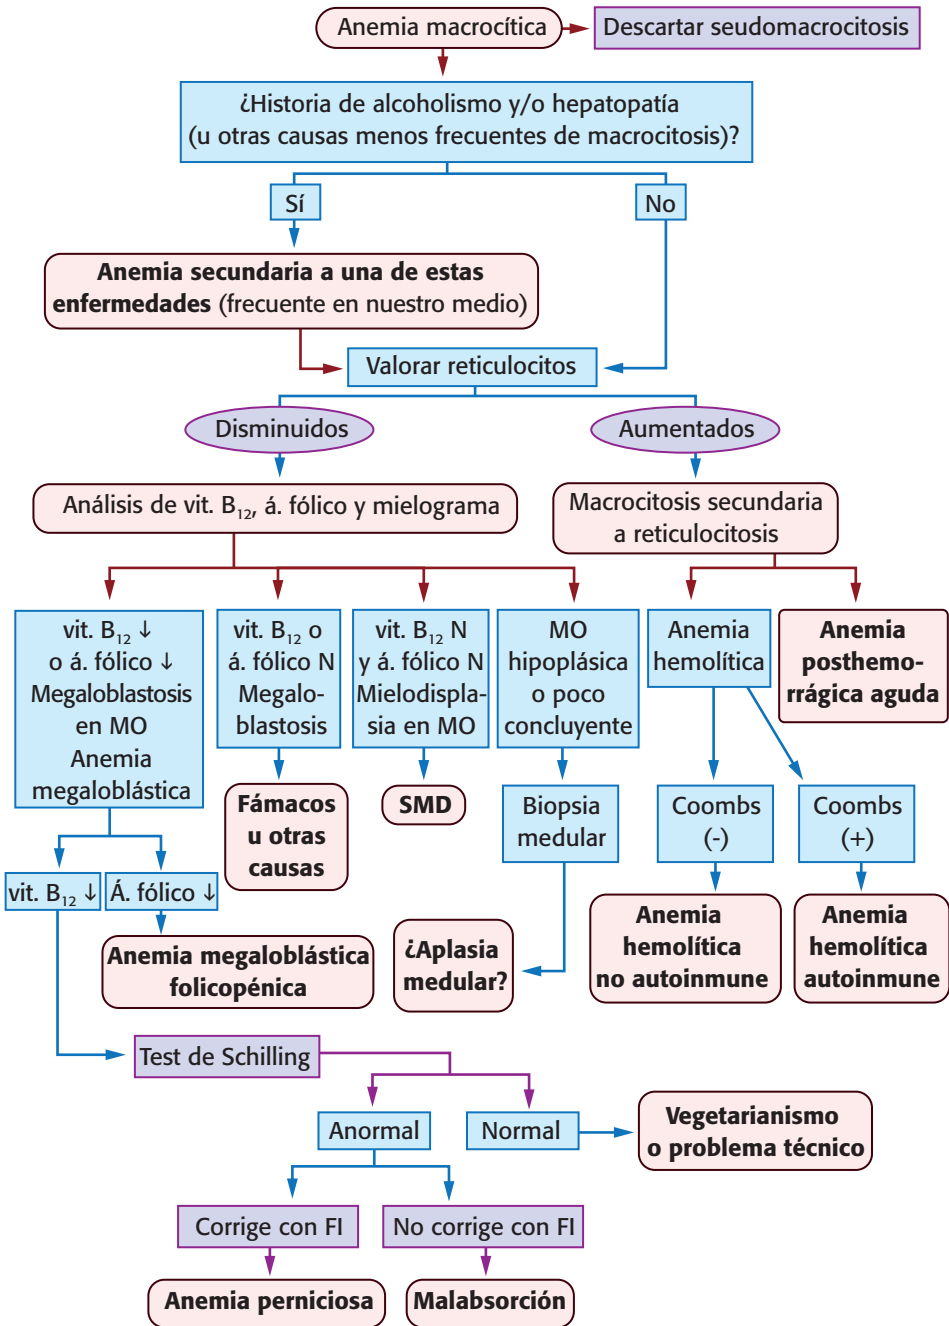 Anemia macrocítica
Descartar seudomacrocitosis
¿Historia de alcoholismo y/o hepatopatía
(u otras causas menos frecuentes de macrocitosis)?
Sí
No
Anemia secundaria a una de estas
enfermedades (frecuente en nuestro medio)
Valorar reticulocitos
Disminuidos
Aumentados
Análisis de vit. B₁₂, á. fólico y mielograma
Macrocitosis secundaria
a reticulocitosis
vit. B₁₂ ↓
o á. fólico ↓
Megaloblastosis
en MO
Anemia
megaloblástica
vit. B₁₂ o
á. fólico N
Megalo-
blastosis
vit. B₁₂ N
y á. fólico N
Mielodispla-
sia en MO
MO
hipoplásica
o poco
concluyente
Anemia
hemolítica
Anemia
posthemo-
rrágica aguda
Fámacos
u otras
causas
SMD
Biopsia
medular
Coombs
(-)
Coombs
(+)
vit. B₁₂ ↓
Á. fólico ↓
Anemia megaloblástica
folicopénica
¿Aplasia
medular?
Anemia
hemolítica
no autoinmune
Anemia
hemolítica
autoinmune
Test de Schilling
Anormal
Normal
Vegetarianismo
o problema técnico
Corrige con FI
No corrige con FI
Anemia perniciosa
Malabsorción